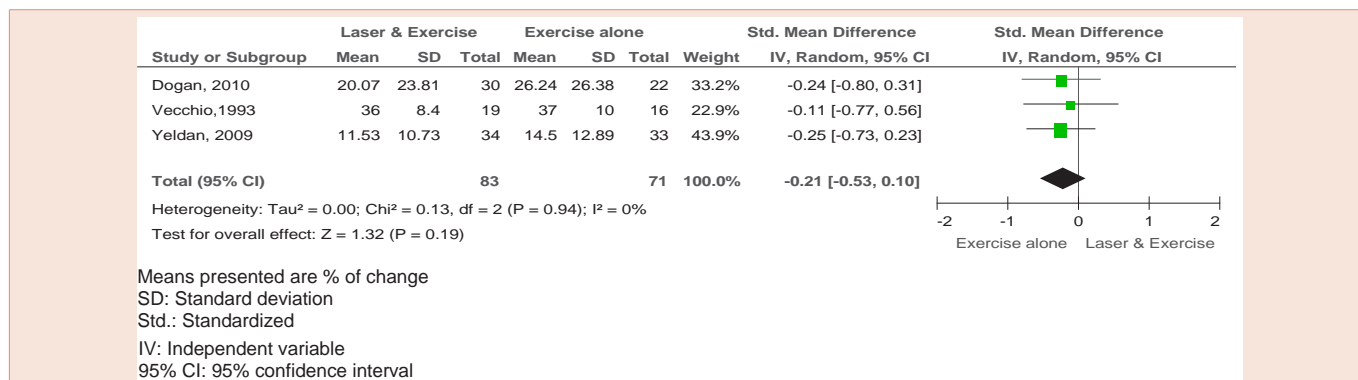 Laser & Exercise Exercise alone Std. Mean Difference Std. Mean Difference
Study or Subgroup Mean SD Total Mean SD Total Weight IV, Random, 95% CI IV, Random, 95% CI
Dogan, 2010 20.07 23.81 30 26.24 26.38 22 33.2% -0.24 [-0.80, 0.31]
Vecchio,1993 36 8.4 19 37 10 16 22.9% -0.11 [-0.77, 0.56]
Yeldan, 2009 11.53 10.73 34 14.5 12.89 33 43.9% -0.25 [-0.73, 0.23]
Total (95% CI) 83 71 100.0% -0.21 [-0.53, 0.10]
Heterogeneity: Tau² = 0.00; Chi² = 0.13, df = 2 (P = 0.94); I² = 0%
Test for overall effect: Z = 1.32 (P = 0.19)
-2 -1 0 1 2
Exercise alone Laser & Exercise
Means presented are % of change
SD: Standard deviation
Std.: Standardized
IV: Independent variable
95% CI: 95% confidence interval